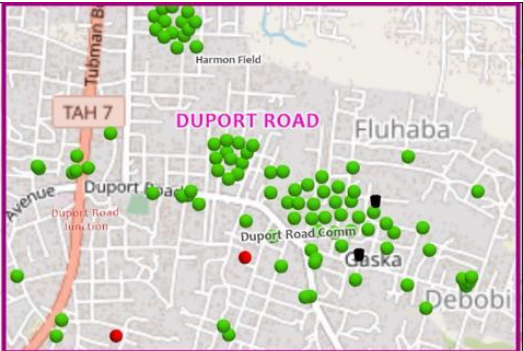 Tubman B
Harmon Field
TAH 7
DUPORT ROAD
Fluhaba
Avenue
Duport Road
Duport Road
Junction
Duport Road Comm
Gaska
Debobi